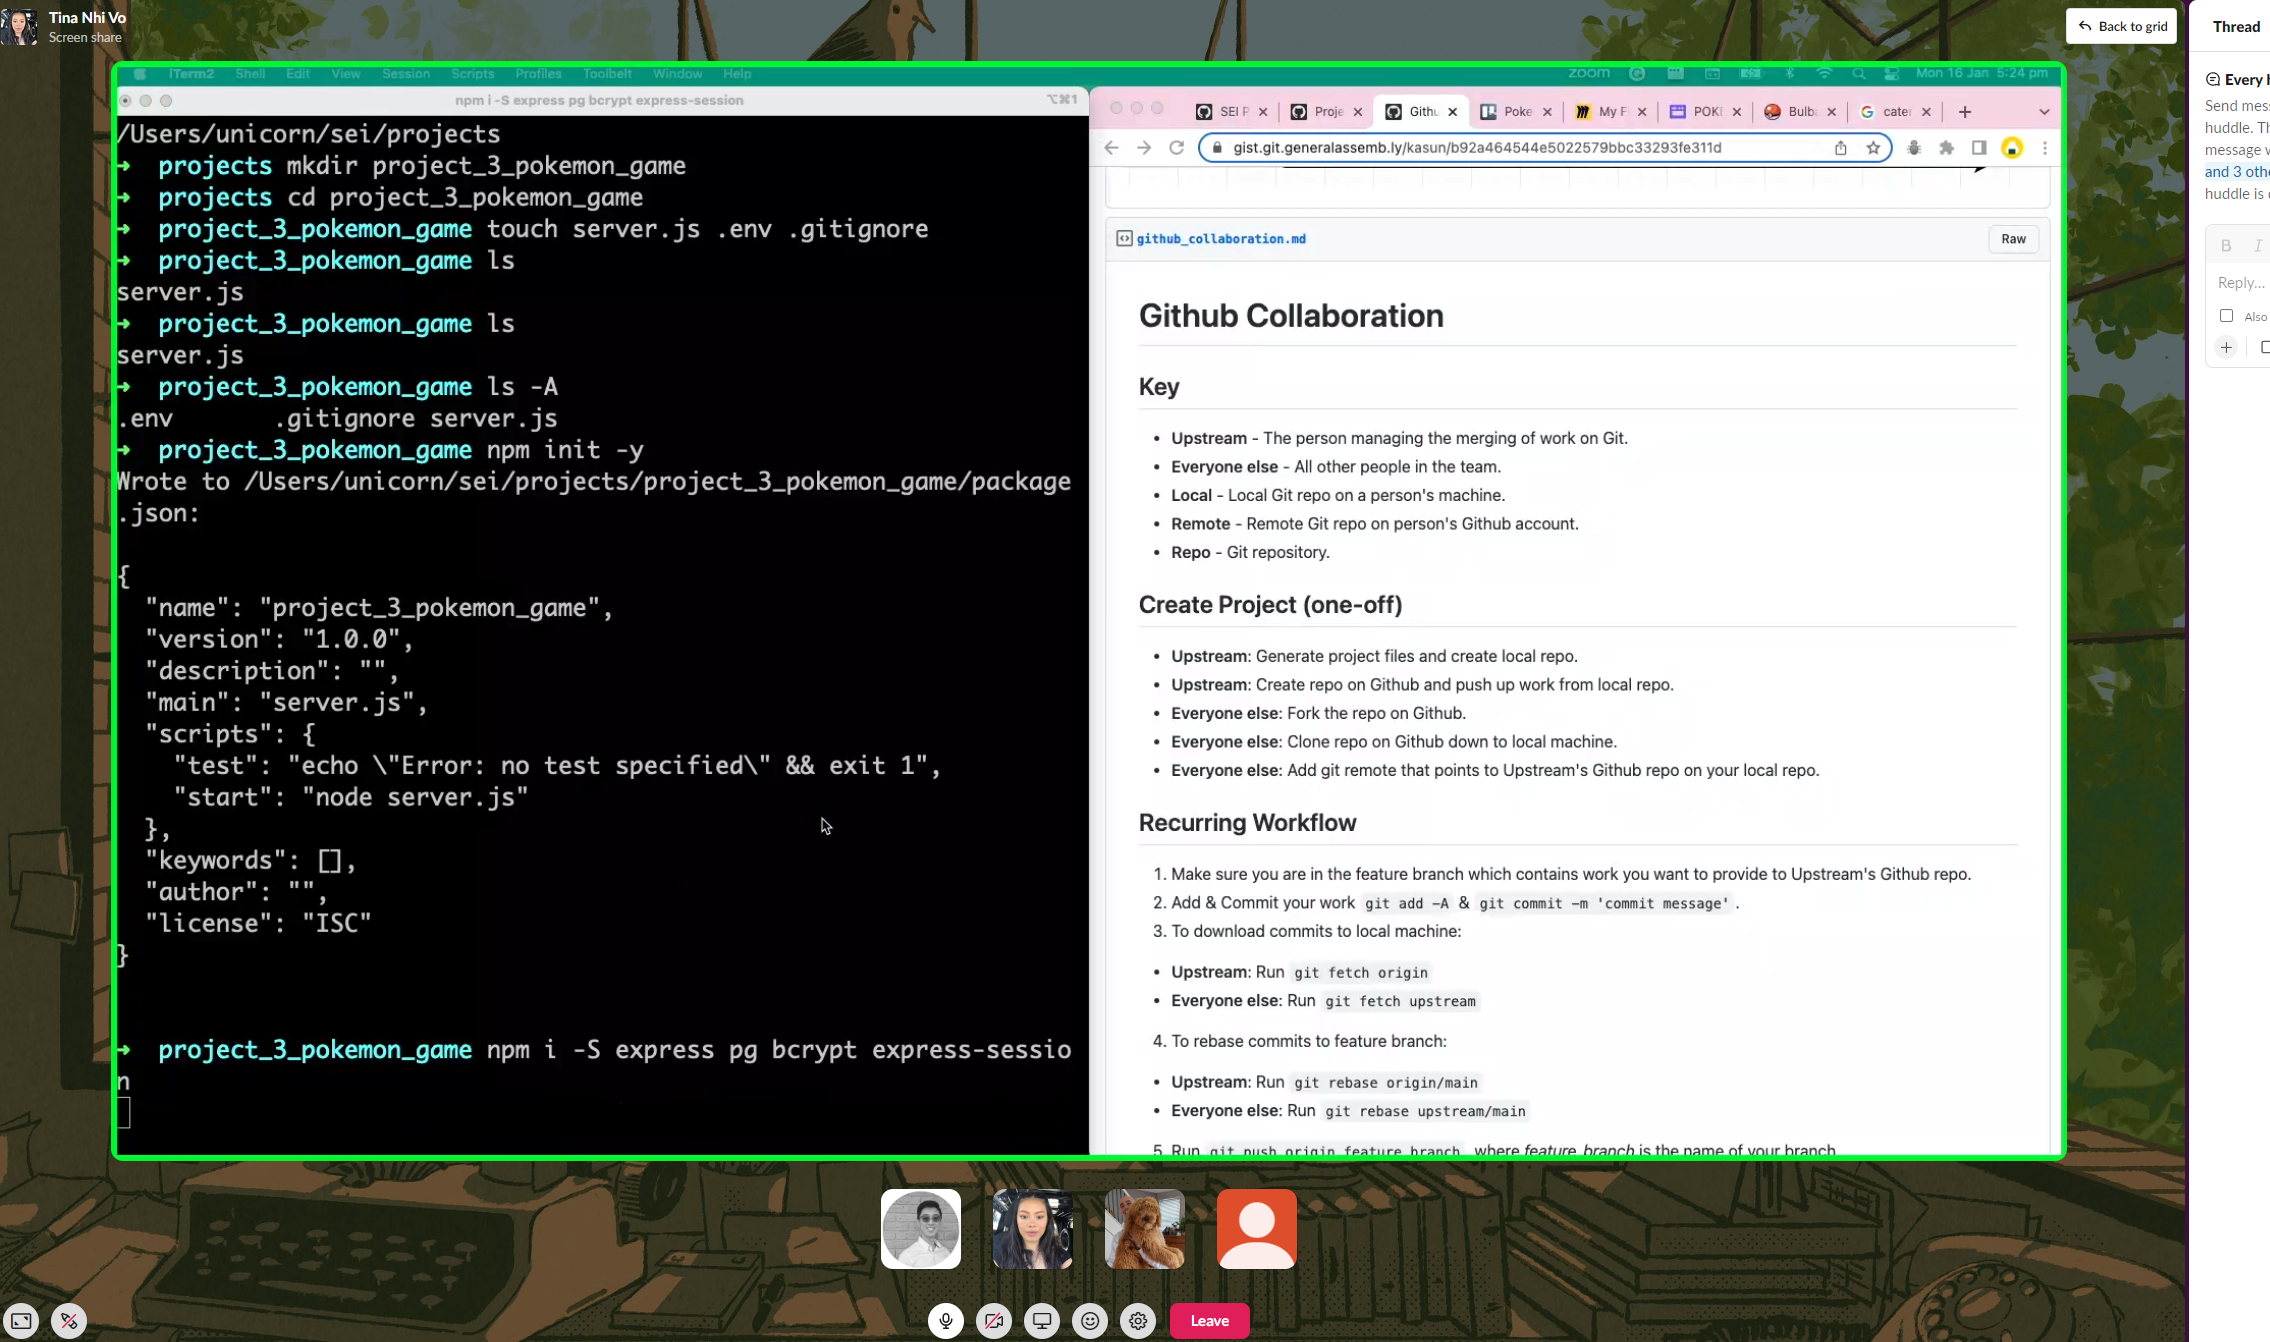 Tina Nhi Vo
Screen share
Back to grid
Thread
iTerm2 Shell Edit View Session Scripts Profiles Toolbelt Window Help
zoom
Mon 16 Jan 5:24 pm
npm i -S express pg bcrypt express-session
⌥⌘1
/Users/unicorn/sei/projects
→ projects mkdir project_3_pokemon_game
→ projects cd project_3_pokemon_game
→ project_3_pokemon_game touch server.js .env .gitignore
→ project_3_pokemon_game ls
server.js
→ project_3_pokemon_game ls
server.js
→ project_3_pokemon_game ls -A
.env .gitignore server.js
→ project_3_pokemon_game npm init -y
Wrote to /Users/unicorn/sei/projects/project_3_pokemon_game/package
.json:
{
"name": "project_3_pokemon_game",
"version": "1.0.0",
"description": "",
"main": "server.js",
"scripts": {
"test": "echo \"Error: no test specified\" && exit 1",
"start": "node server.js"
},
"keywords": [],
"author": "",
"license": "ISC"
}
→ project_3_pokemon_game npm i -S express pg bcrypt express-sessio
n
SEI P
Proje
Githu
Poke
My F
POKI
Bulba
cater
gist.git.generalassemb.ly/kasun/b92a464544e5022579bbc33293fe311d
github_collaboration.md
Raw
Github Collaboration
Key
• Upstream - The person managing the merging of work on Git.
• Everyone else - All other people in the team.
• Local - Local Git repo on a person's machine.
• Remote - Remote Git repo on person's Github account.
• Repo - Git repository.
Create Project (one-off)
• Upstream: Generate project files and create local repo.
• Upstream: Create repo on Github and push up work from local repo.
• Everyone else: Fork the repo on Github.
• Everyone else: Clone repo on Github down to local machine.
• Everyone else: Add git remote that points to Upstream's Github repo on your local repo.
Recurring Workflow
1. Make sure you are in the feature branch which contains work you want to provide to Upstream's Github repo.
2. Add & Commit your work git add -A & git commit -m 'commit message' .
3. To download commits to local machine:
• Upstream: Run git fetch origin
• Everyone else: Run git fetch upstream
4. To rebase commits to feature branch:
• Upstream: Run git rebase origin/main
• Everyone else: Run git rebase upstream/main
5. Run git push origin feature_branch , where feature_branch is the name of your branch
Every
Send mes
huddle. Th
message
and 3 oth
huddle is
B I
Reply...
Also
Leave